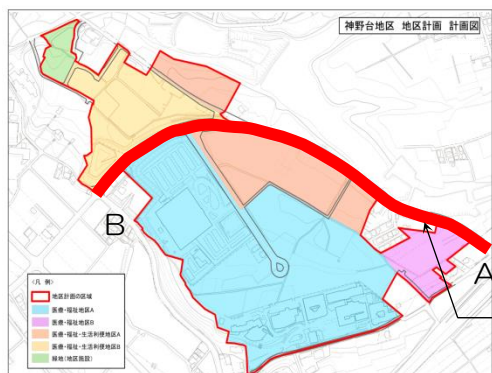 神野台地区 地区計画 計画図
A
B
〈凡 例〉
地区計画の区域
医療・福祉地区A
医療・福祉地区B
医療・福祉・生活利便地区A
医療・福祉・生活利便地区B
緑地(地区施設)